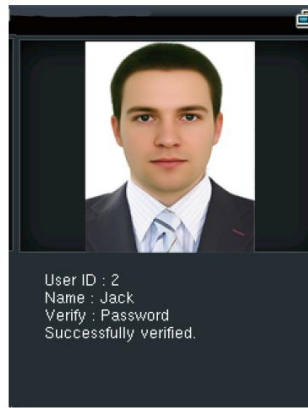 User ID : 2
Name : Jack
Verify : Password
Successfully verified.